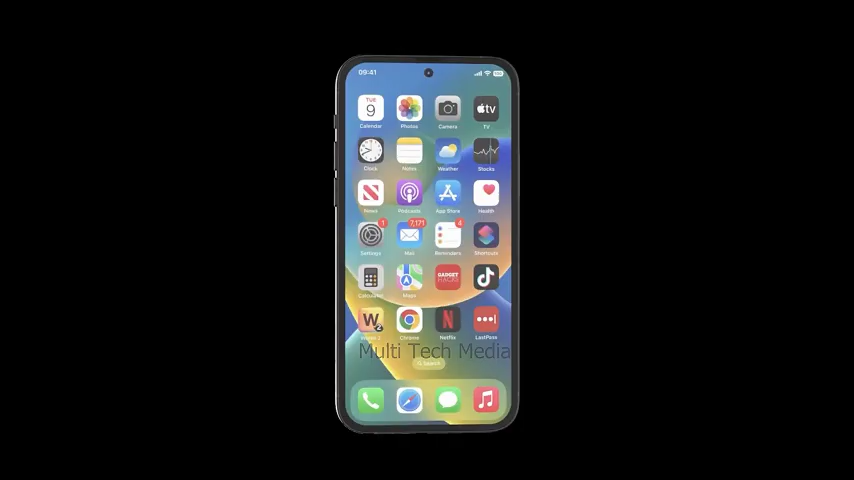 09:41
TUE
9
tv
Calendar Photos Camera TV
Clock Notes Weather Stocks
News Podcasts App Store Health
1 7,171 4
Settings Mail Reminders Shortcuts
GADGET
HACKS
Maps
W
2
Chrome Netflix LastPass
Multi Tech Media
Search